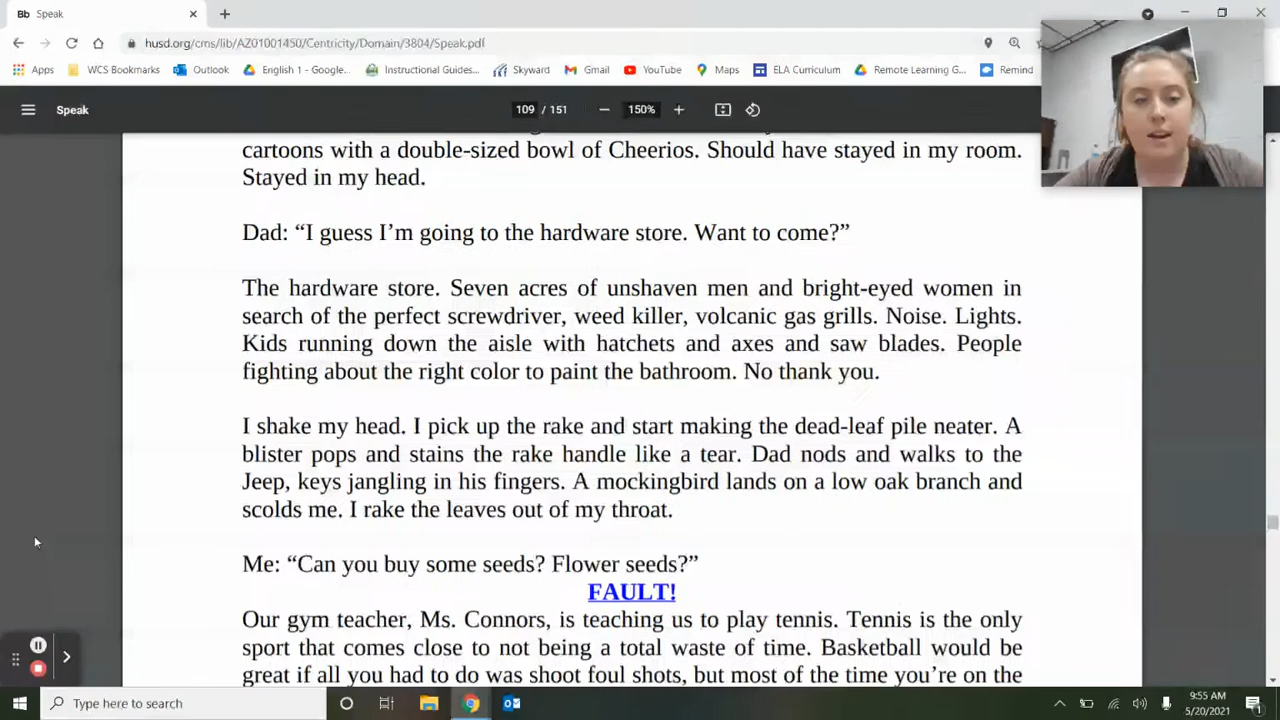 Bb Speak
husd.org/cms/lib/AZ01001450/Centricity/Domain/3804/Speak.pdf
Apps WCS Bookmarks Outlook English 1 - Google... Instructional Guides... Skyward Gmail YouTube Maps ELA Curriculum Remote Learning G... Remind
Speak 109 / 151 150%
cartoons with a double-sized bowl of Cheerios. Should have stayed in my room.
Stayed in my head.
Dad: “I guess I’m going to the hardware store. Want to come?”
The hardware store. Seven acres of unshaven men and bright-eyed women in
search of the perfect screwdriver, weed killer, volcanic gas grills. Noise. Lights.
Kids running down the aisle with hatchets and axes and saw blades. People
fighting about the right color to paint the bathroom. No thank you.
I shake my head. I pick up the rake and start making the dead-leaf pile neater. A
blister pops and stains the rake handle like a tear. Dad nods and walks to the
Jeep, keys jangling in his fingers. A mockingbird lands on a low oak branch and
scolds me. I rake the leaves out of my throat.
Me: “Can you buy some seeds? Flower seeds?”
FAULT!
Our gym teacher, Ms. Connors, is teaching us to play tennis. Tennis is the only
sport that comes close to not being a total waste of time. Basketball would be
great if all you had to do was shoot foul shots, but most of the time you’re on the
Type here to search
9:55 AM
5/20/2021